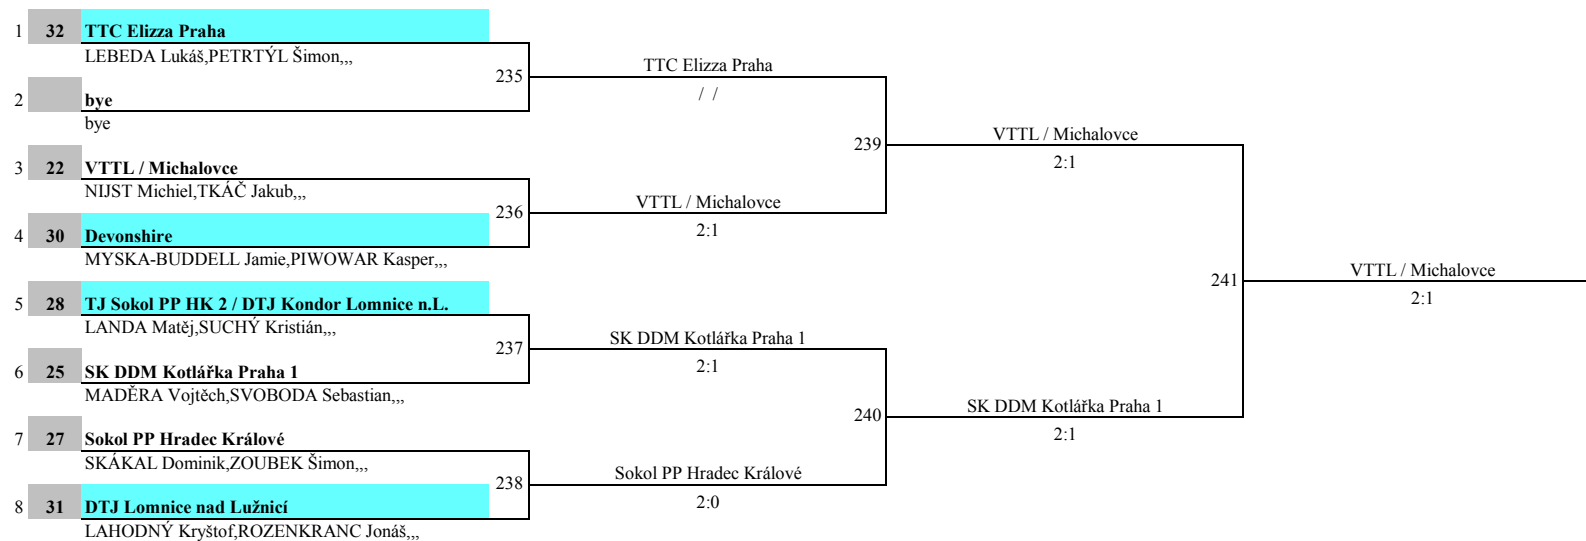 1 32 TTC Elizza Praha
LEBEDA Lukáš,PETRTÝL Šimon,,,
235
TTC Elizza Praha
/ /
2 bye
bye
239
VTTL / Michalovce
2:1
3 22 VTTL / Michalovce
NIJST Michiel,TKÁČ Jakub,,,
236
VTTL / Michalovce
2:1
4 30 Devonshire
MYSKA-BUDDELL Jamie,PIWOWAR Kasper,,,
241
VTTL / Michalovce
2:1
5 28 TJ Sokol PP HK 2 / DTJ Kondor Lomnice n.L.
LANDA Matěj,SUCHÝ Kristián,,,
237
SK DDM Kotlářka Praha 1
2:1
6 25 SK DDM Kotlářka Praha 1
MADĚRA Vojtěch,SVOBODA Sebastian,,,
240
SK DDM Kotlářka Praha 1
2:1
7 27 Sokol PP Hradec Králové
SKÁKAL Dominik,ZOUBEK Šimon,,,
238
Sokol PP Hradec Králové
2:0
8 31 DTJ Lomnice nad Lužnicí
LAHODNÝ Kryštof,ROZENKRANC Jonáš,,,